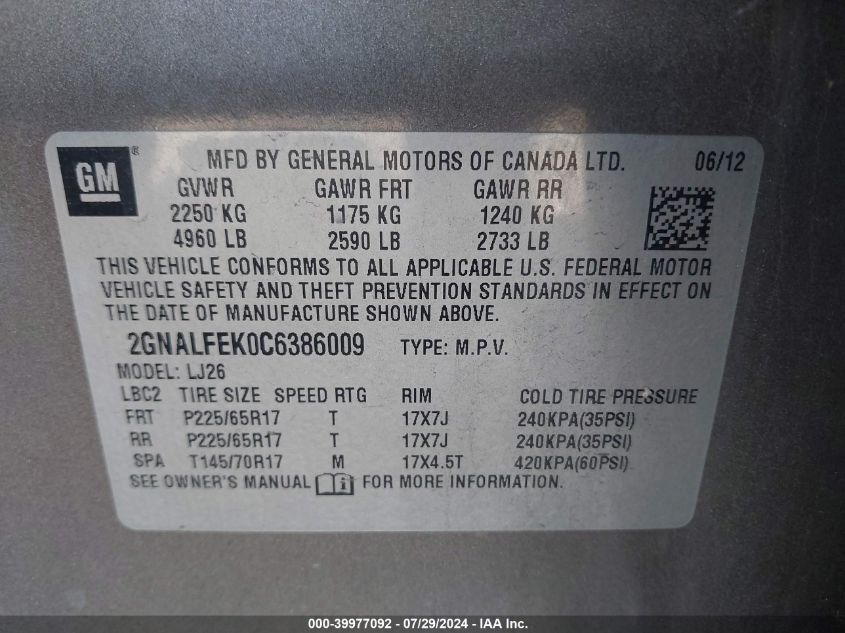 GM ® MFD BY GENERAL MOTORS OF CANADA LTD. 06/12
GVWR GAWR FRT GAWR RR
2250 KG 1175 KG 1240 KG
4960 LB 2590 LB 2733 LB
THIS VEHICLE CONFORMS TO ALL APPLICABLE U.S. FEDERAL MOTOR
VEHICLE SAFETY AND THEFT PREVENTION STANDARDS IN EFFECT ON
THE DATE OF MANUFACTURE SHOWN ABOVE.
2GNALFEK0C6386009 TYPE: M.P.V.
MODEL: LJ26
LBC2 TIRE SIZE SPEED RTG RIM COLD TIRE PRESSURE
FRT P225/65R17 T 17X7J 240KPA(35PSI)
RR P225/65R17 T 17X7J 240KPA(35PSI)
SPA T145/70R17 M 17X4.5T 420KPA(60PSI)
SEE OWNER'S MANUAL i FOR MORE INFORMATION.
000-39977092 - 07/29/2024 - IAA Inc.